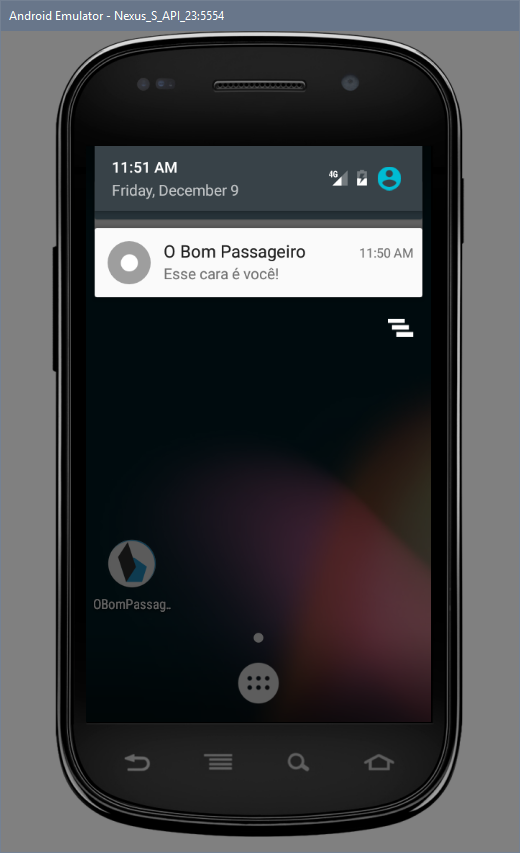 Android Emulator - Nexus_S_API_23:5554
11:51 AM
Friday, December 9
4G
O Bom Passageiro
11:50 AM
Esse cara é você!
OBomPassag..